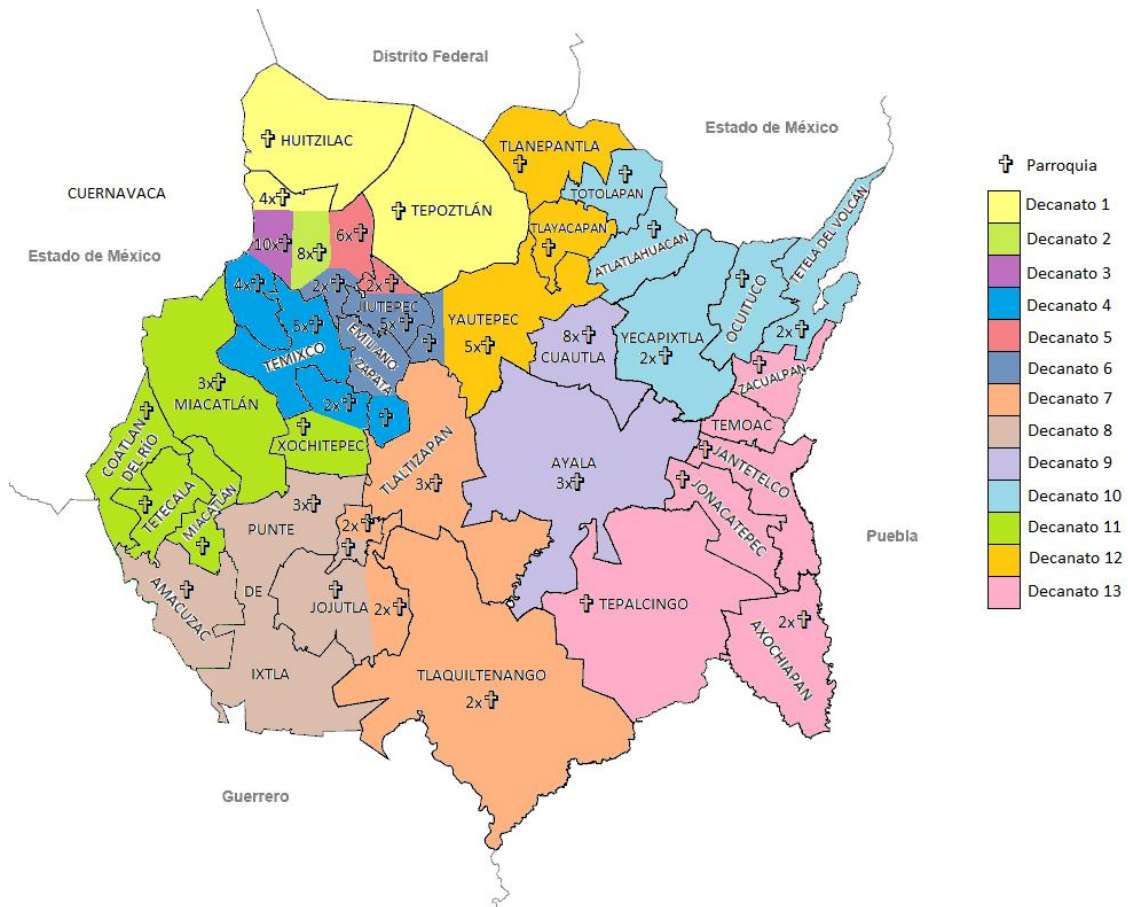 Distrito Federal
Estado de México
HUITZILAC
TLANEPANTLA
CUERNAVACA
4x
TEPOZTLÁN
TOTOLAPAN
TETELA DEL VOLCÁN
TLAYACAPAN
ATLATLAHUACAN
Estado de México
10x
8x
6x
4x
2x
2x
JIUTEPEC
5x
5x
TEMIXCO
EMILIANO
ZAPATA
YAUTEPEC
5x
8x
CUAUTLA
YECAPIXTLA
2x
OCUITUCO
2x
ZACUALPAN
3x
MIACATLÁN
2x
XOCHITEPEC
TEMOAC
COATLAN
DEL RÍO
TLALTIZAPAN
3x
AYALA
3x
JANTETELCO
JONACATEPEC
TETECALA
MIACATLÁN
3x
PUNTE
2x
Puebla
AMACUZAC
DE
JOJUTLA
2x
TEPALCINGO
2x
AXOCHIAPAN
IXTLA
TLAQUILTENANGO
2x
Guerrero
Parroquia
Decanato 1
Decanato 2
Decanato 3
Decanato 4
Decanato 5
Decanato 6
Decanato 7
Decanato 8
Decanato 9
Decanato 10
Decanato 11
Decanato 12
Decanato 13